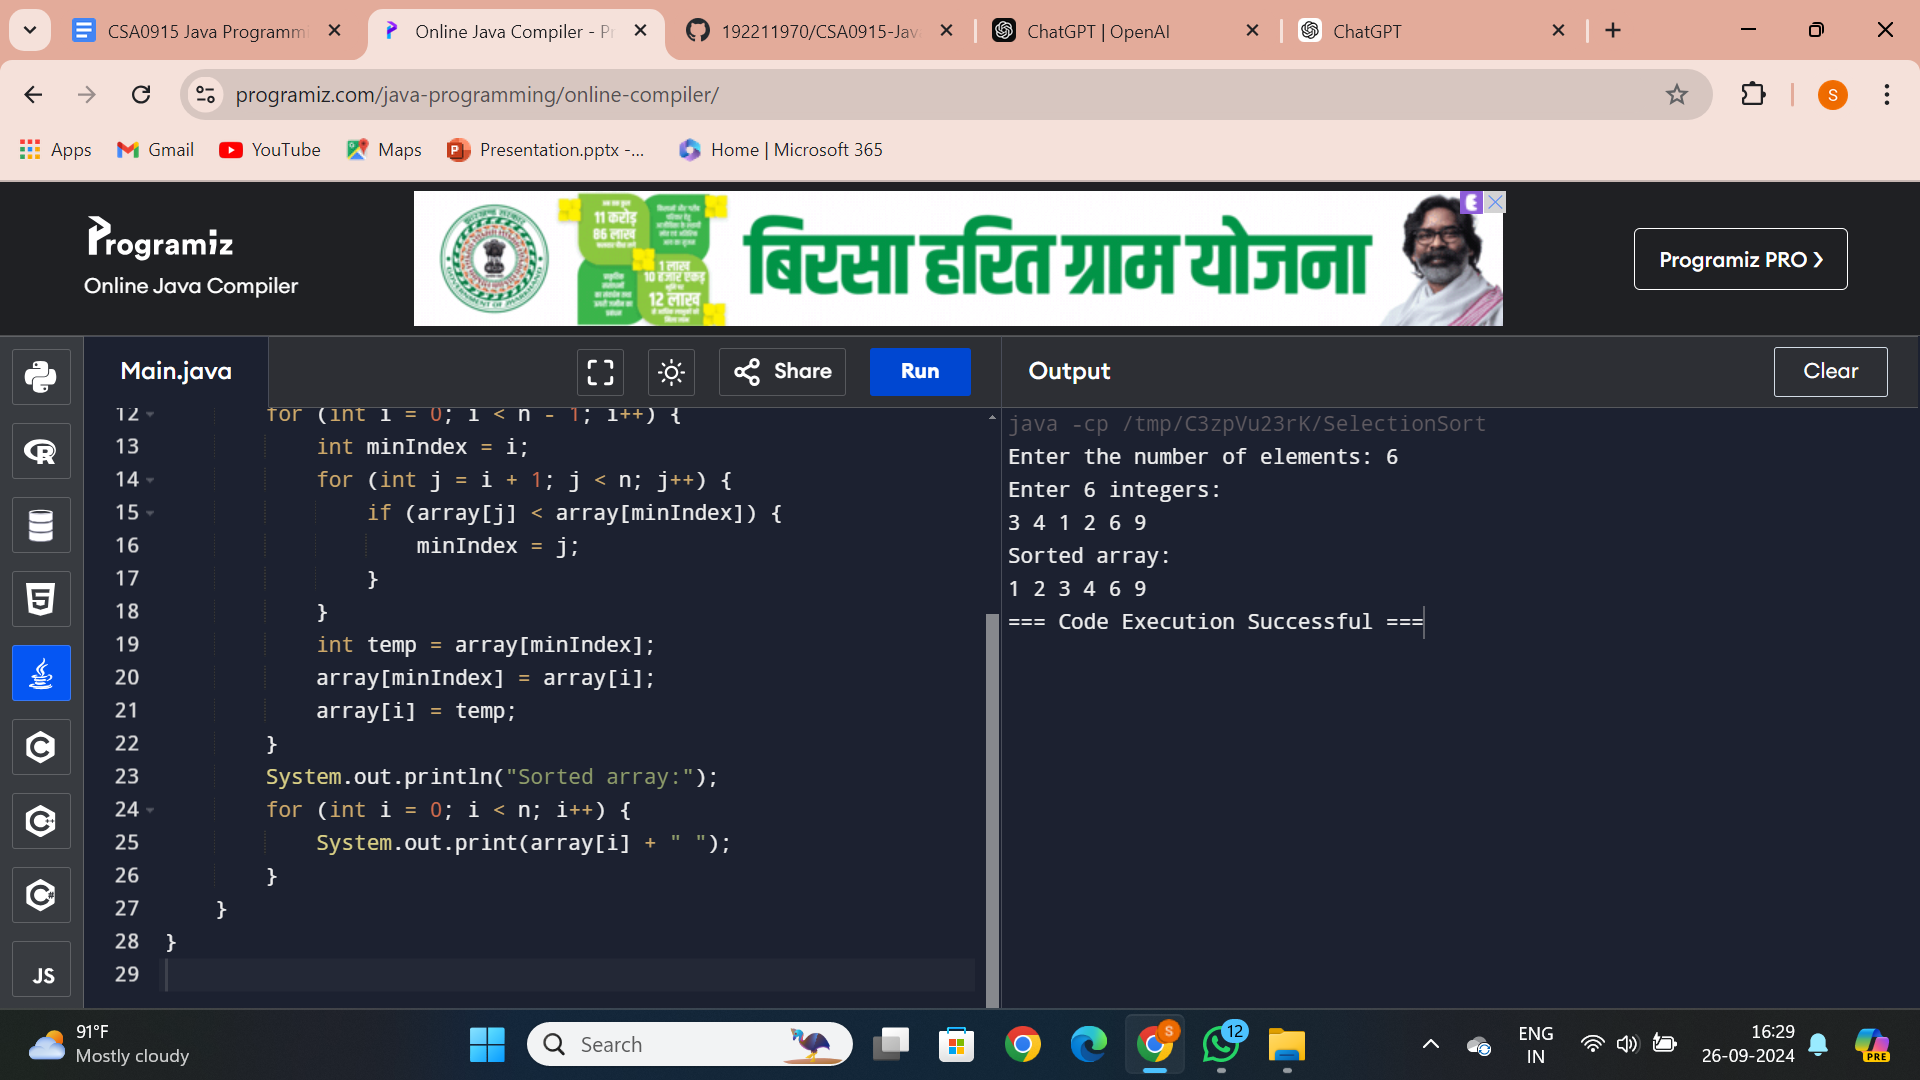 CSA0915 Java Programmi
Online Java Compiler - Pr
192211970/CSA0915-Java
ChatGPT | OpenAI
ChatGPT
programiz.com/java-programming/online-compiler/
S
Apps
Gmail
YouTube
Maps
Presentation.pptx -...
Home | Microsoft 365
Programiz
Online Java Compiler
11 करोड़
86 लाख
1 लाख
10 हजार एकड़
12 लाख
बिरसा हरित ग्राम योजना
Programiz PRO ❯
Main.java
Share
Run
Output
Clear
12 for (int i = 0; i < n - 1; i++) {
13 int minIndex = i;
14 for (int j = i + 1; j < n; j++) {
15 if (array[j] < array[minIndex]) {
16 minIndex = j;
17 }
18 }
19 int temp = array[minIndex];
20 array[minIndex] = array[i];
21 array[i] = temp;
22 }
23 System.out.println("Sorted array:");
24 for (int i = 0; i < n; i++) {
25 System.out.print(array[i] + " ");
26 }
27 }
28 }
29
java -cp /tmp/C3zpVu23rK/SelectionSort
Enter the number of elements: 6
Enter 6 integers:
3 4 1 2 6 9
Sorted array:
1 2 3 4 6 9
=== Code Execution Successful ===
R
5
C
C++
C#
JS
91°F
Mostly cloudy
Search
S
12
ENG
IN
16:29
26-09-2024
PRE